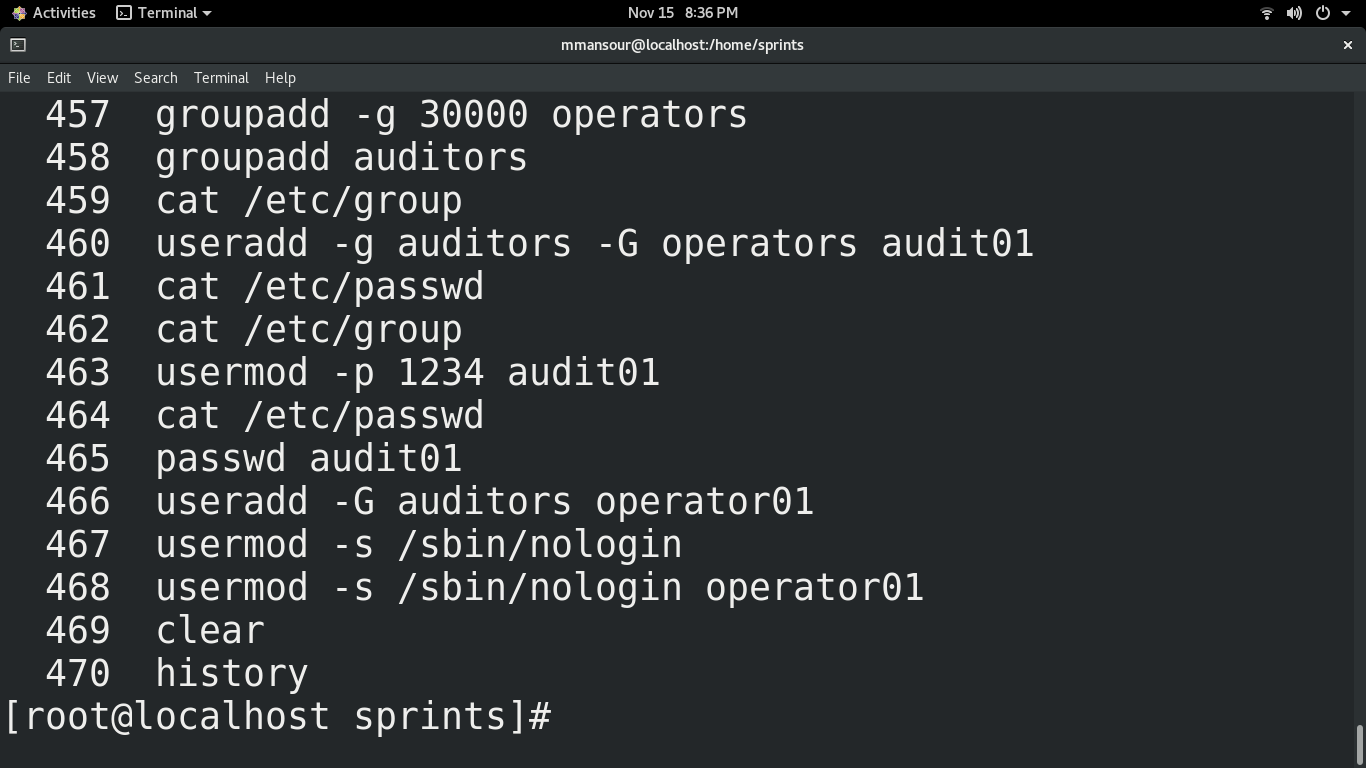 Activities Terminal Nov 15 8:36 PM
mmansour@localhost:/home/sprints
File Edit View Search Terminal Help
457 groupadd -g 30000 operators
458 groupadd auditors
459 cat /etc/group
460 useradd -g auditors -G operators audit01
461 cat /etc/passwd
462 cat /etc/group
463 usermod -p 1234 audit01
464 cat /etc/passwd
465 passwd audit01
466 useradd -G auditors operator01
467 usermod -s /sbin/nologin
468 usermod -s /sbin/nologin operator01
469 clear
470 history
[root@localhost sprints]#